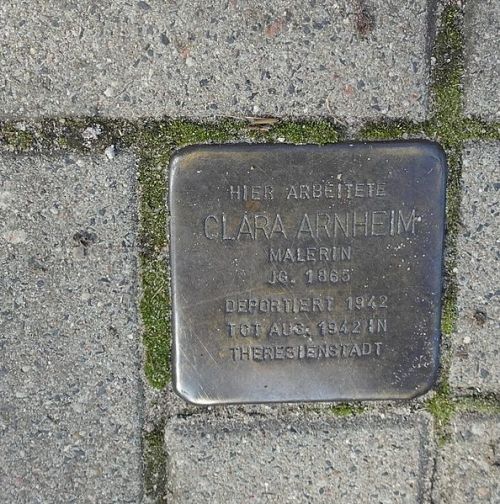 HIER ARBEITETE
CLARA ARNHEIM
MALERIN
JG. 1865
DEPORTIERT 1942
TOT AUG. 1942 IN
THERESIENSTADT